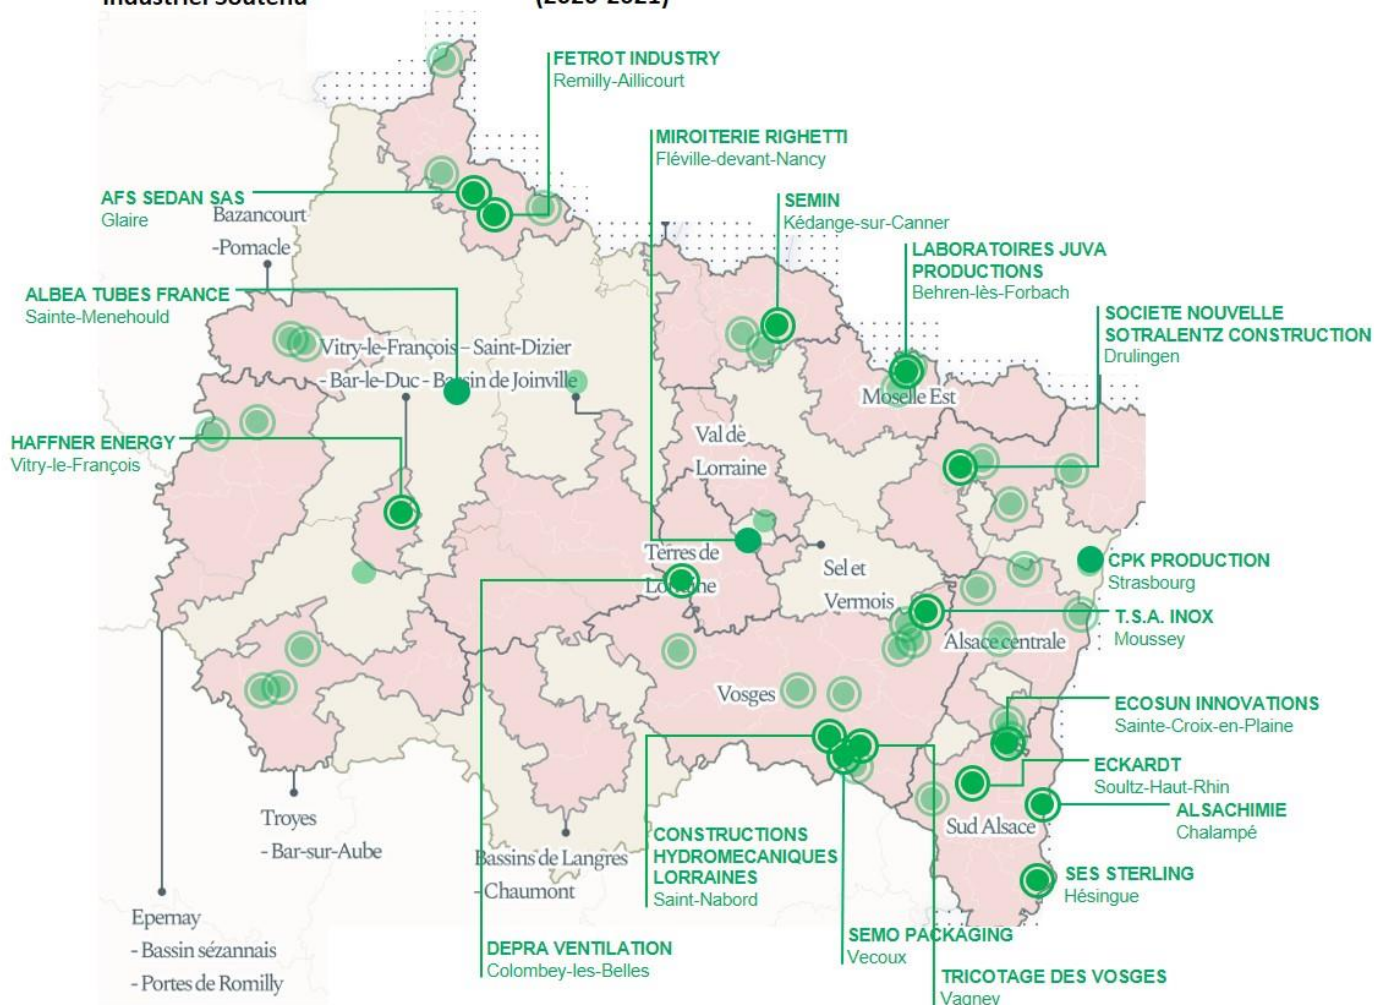 Industriel Soutenu
(2020-2021)
FETROT INDUSTRY
Remilly-Aillicourt
MIROITERIE RIGHETTI
Fléville-devant-Nancy
AFS SEDAN SAS
Glaire
SEMIN
Kédange-sur-Canner
Bazancourt
-Pomacle
LABORATOIRES JUVA
PRODUCTIONS
Behren-lès-Forbach
ALBEA TUBES FRANCE
Sainte-Menehould
SOCIETE NOUVELLE
SOTRALENTZ CONSTRUCTION
Drulingen
Vitry-le-François – Saint-Dizier
- Bar-le-Duc - Bassin de Joinville
Moselle Est
HAFFNER ENERGY
Vitry-le-François
Val de
Lorraine
Terres de
Lorraine
Sel et
Vermois
CPK PRODUCTION
Strasbourg
T.S.A. INOX
Moussey
Alsace centrale
Vosges
ECOSUN INNOVATIONS
Sainte-Croix-en-Plaine
ECKARDT
Soultz-Haut-Rhin
ALSACHIMIE
Chalampé
Sud Alsace
Troyes
- Bar-sur-Aube
Bassins de Langres
- Chaumont
CONSTRUCTIONS
HYDROMECANIQUES
LORRAINES
Saint-Nabord
SES STERLING
Hésingue
Epernay
- Bassin sézannais
- Portes de Romilly
DEPRA VENTILATION
Colombey-les-Belles
SEMO PACKAGING
Vecoux
TRICOTAGE DES VOSGES
Vagney